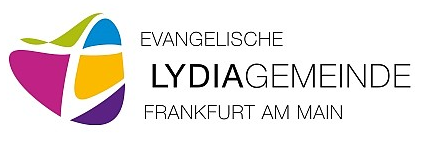 EVANGELISCHE
LYDIAGEMEINDE
FRANKFURT AM MAIN